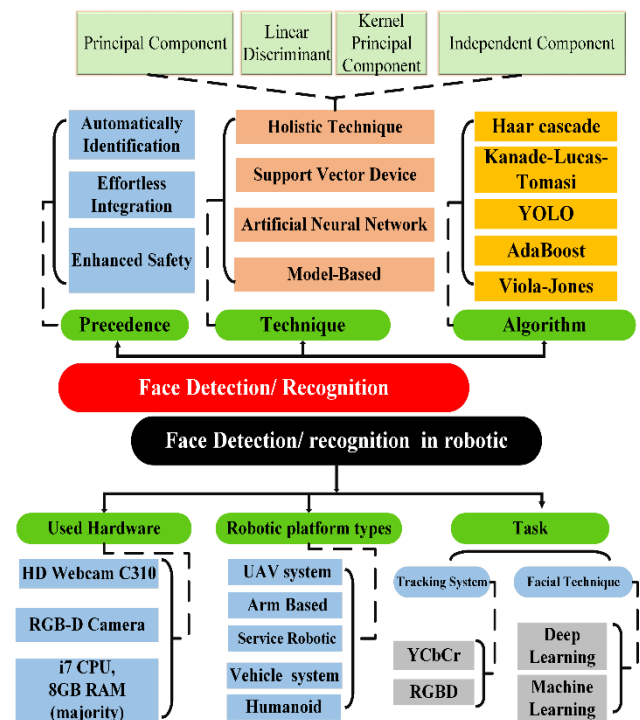 Principal Component
Linear
Discriminant
Kernel
Principal
Component
Independent Component
Automatically
Identification
Effortless
Integration
Enhanced Safety
Precedence
Holistic Technique
Support Vector Device
Artificial Neural Network
Model-Based
Technique
Haar cascade
Kanade-Lucas-
Tomasi
YOLO
AdaBoost
Viola-Jones
Algorithm
Face Detection/ Recognition
Face Detection/ recognition in robotic
Used Hardware
HD Webcam C310
RGB-D Camera
i7 CPU,
8GB RAM
(majority)
Robotic platform types
UAV system
Arm Based
Service Robotic
Vehicle system
Humanoid
Task
Tracking System
YCbCr
RGBD
Facial Technique
Deep
Learning
Machine
Learning